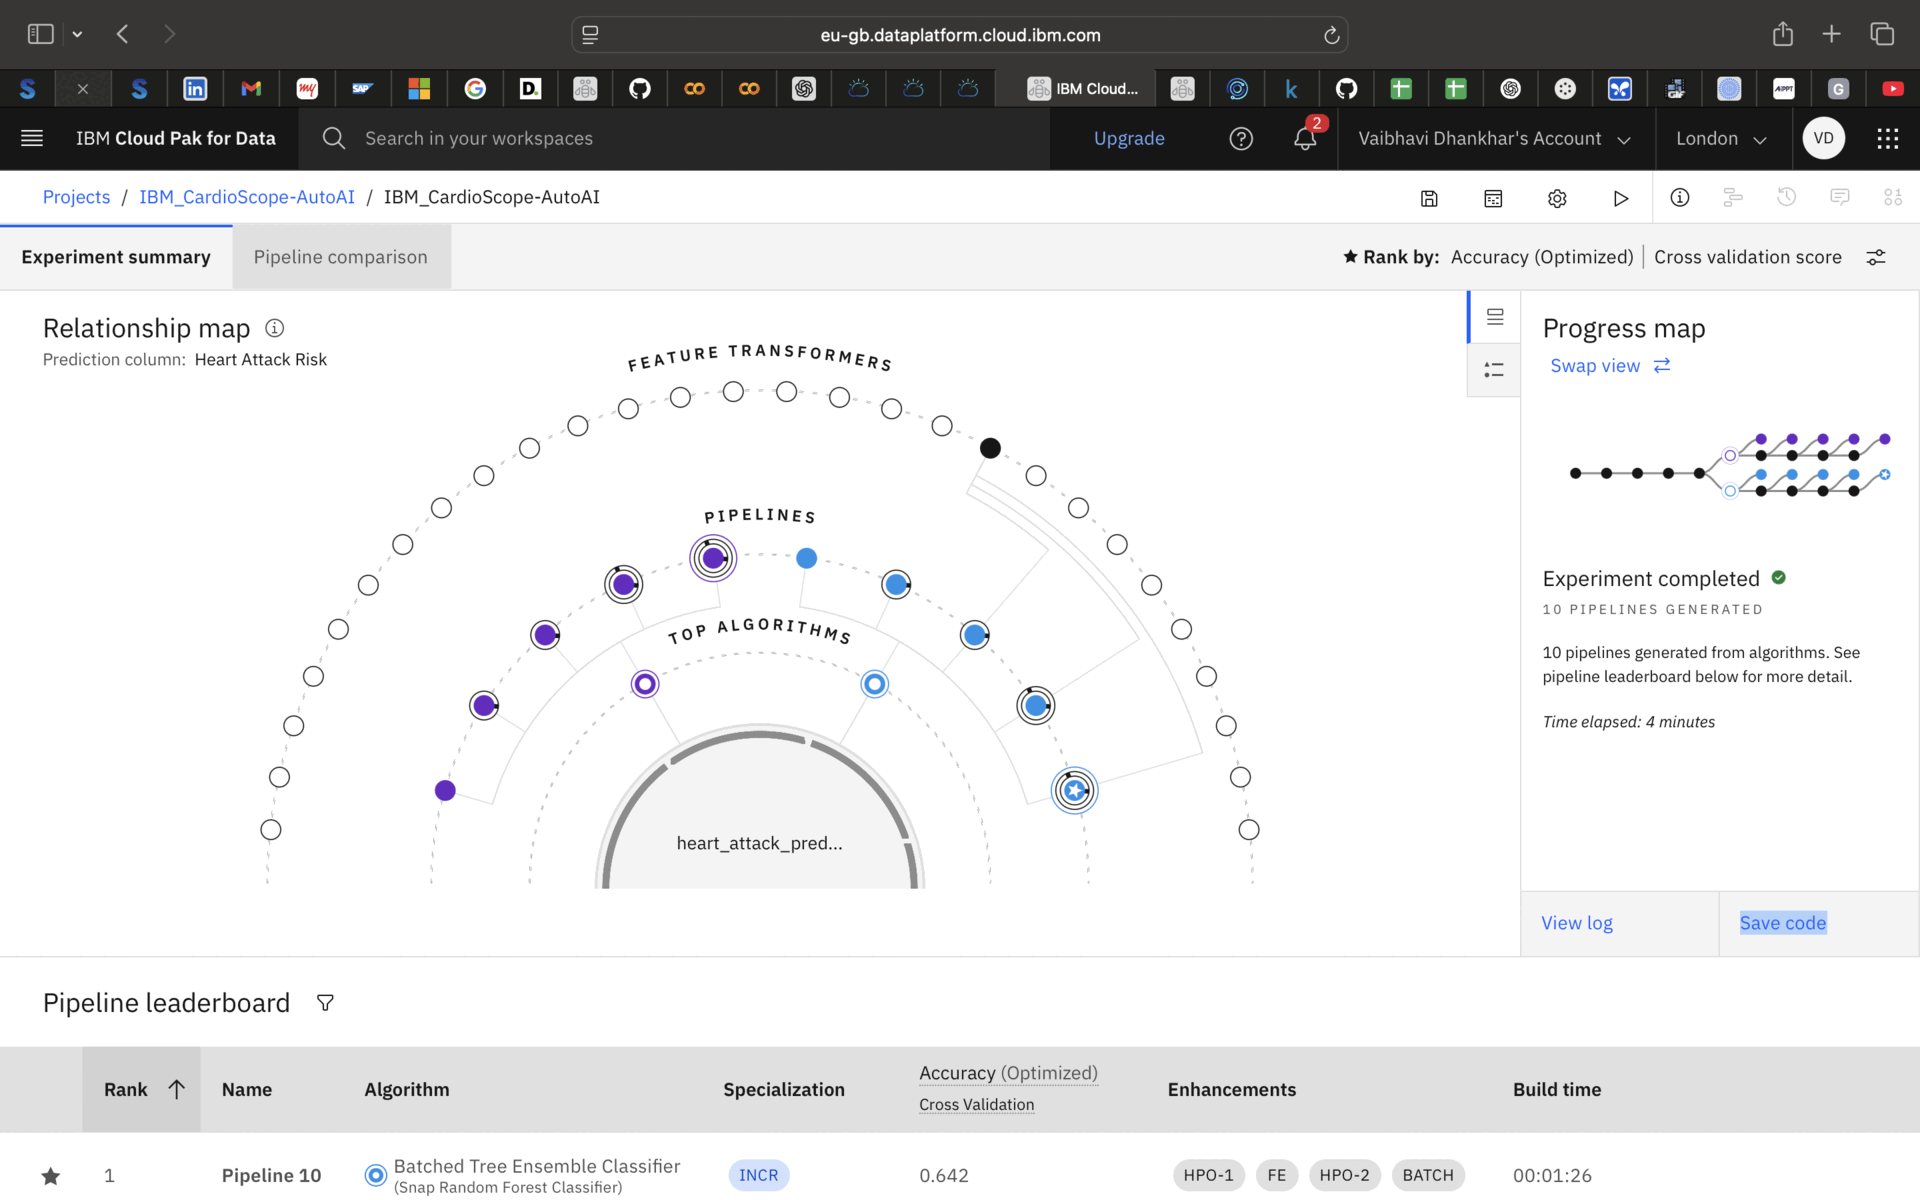 eu-gb.dataplatform.cloud.ibm.com
IBM Cloud...
IBM Cloud Pak for Data
Search in your workspaces
Upgrade
2
Vaibhavi Dhankhar's Account
London
VD
Projects / IBM_CardioScope-AutoAI / IBM_CardioScope-AutoAI
Experiment summary
Pipeline comparison
Rank by: Accuracy (Optimized) | Cross validation score
Relationship map
Prediction column: Heart Attack Risk
FEATURE TRANSFORMERS
PIPELINES
TOP ALGORITHMS
heart_attack_pred...
Progress map
Swap view
Experiment completed
10 PIPELINES GENERATED
10 pipelines generated from algorithms. See
pipeline leaderboard below for more detail.
Time elapsed: 4 minutes
View log
Save code
Pipeline leaderboard
Rank
Name
Algorithm
Specialization
Accuracy (Optimized)
Cross Validation
Enhancements
Build time
1
Pipeline 10
Batched Tree Ensemble Classifier
(Snap Random Forest Classifier)
INCR
0.642
HPO-1
FE
HPO-2
BATCH
00:01:26